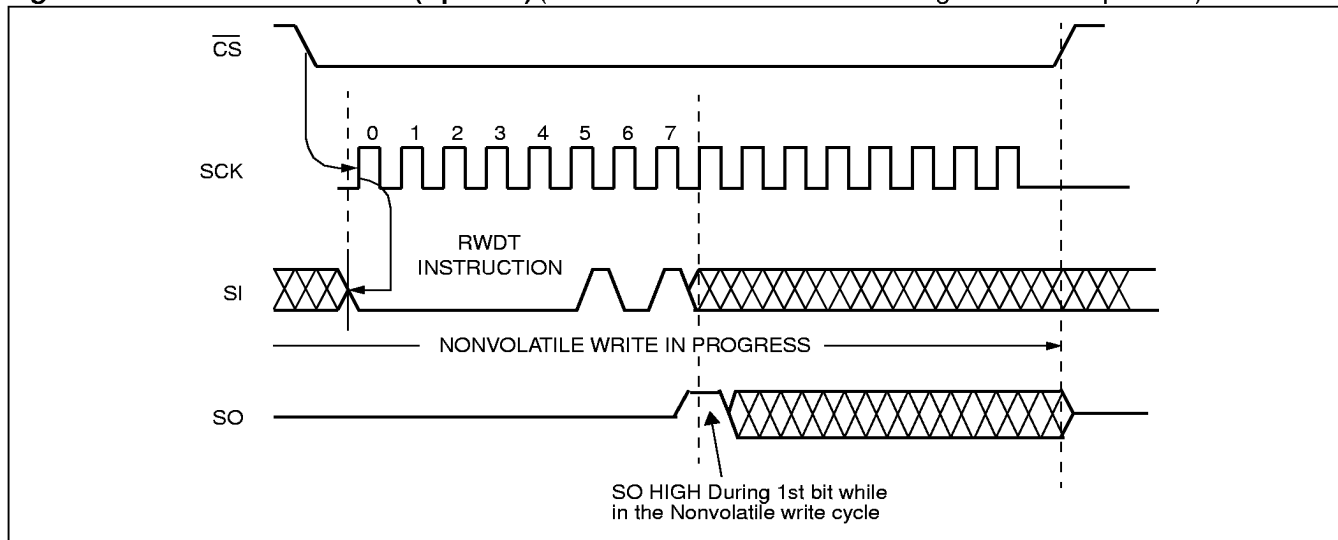 CS
0 1 2 3 4 5 6 7
SCK
RWDT
INSTRUCTION
SI
NONVOLATILE WRITE IN PROGRESS
SO
SO HIGH During 1st bit while
in the Nonvolatile write cycle